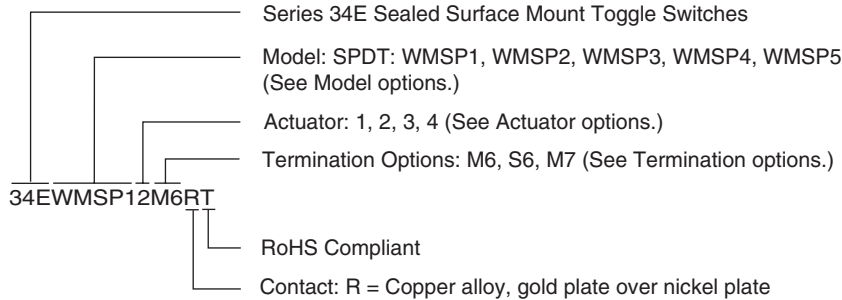 Series 34E Sealed Surface Mount Toggle Switches
Model: SPDT: WMSP1, WMSP2, WMSP3, WMSP4, WMSP5
(See Model options.)
Actuator: 1, 2, 3, 4 (See Actuator options.)
Termination Options: M6, S6, M7 (See Termination options.)
34EWMSP12M6RT
RoHS Compliant
Contact: R = Copper alloy, gold plate over nickel plate